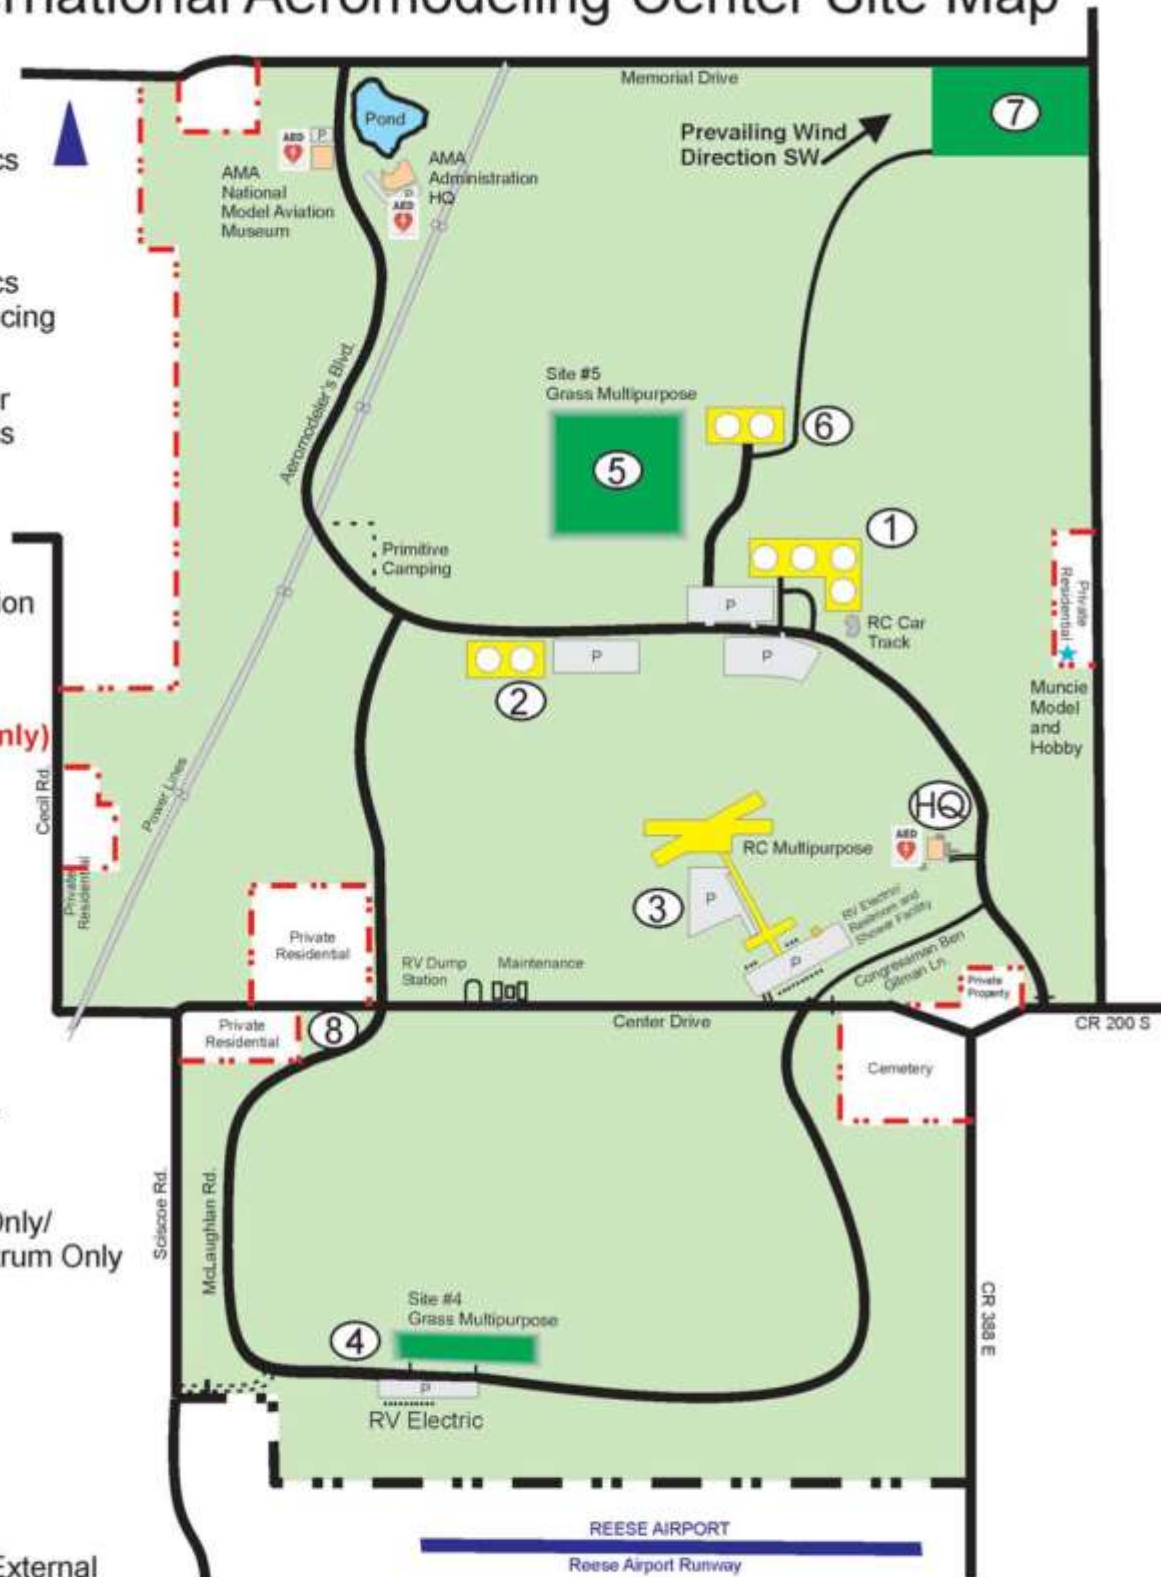 rnational Aeromodeling Center Site Map
Memorial Drive
7
Pond
Prevailing Wind
Direction SW
cs
AED
P
AMA
National
Model Aviation
Museum
AMA
Administration
HQ
P
AED
cs
cing
Aeromodeler's Blvd.
Site #5
Grass Multipurpose
r
s
6
5
1
Primitive
Camping
ion
P
RC Car
Track
Private
Residential
P
P
2
Muncie
Model
and
Hobby
nly)
Cecil Rd.
Power Lines
HQ
AED
RC Multipurpose
Private
Residential
P
3
RV Electric/
Restroom and
Shower Facility
Private
Residential
RV Dump
Station
Maintenance
P
Congressman Ben
Gilman Ln.
Private
Property
Private
Residential
8
Center Drive
CR 200 S
Cemetery
Only/
rum Only
Sciscoe Rd.
McLaughlan Rd.
CR 388 E
Site #4
Grass Multipurpose
4
P
RV Electric
REESE AIRPORT
Reese Airport Runway
External